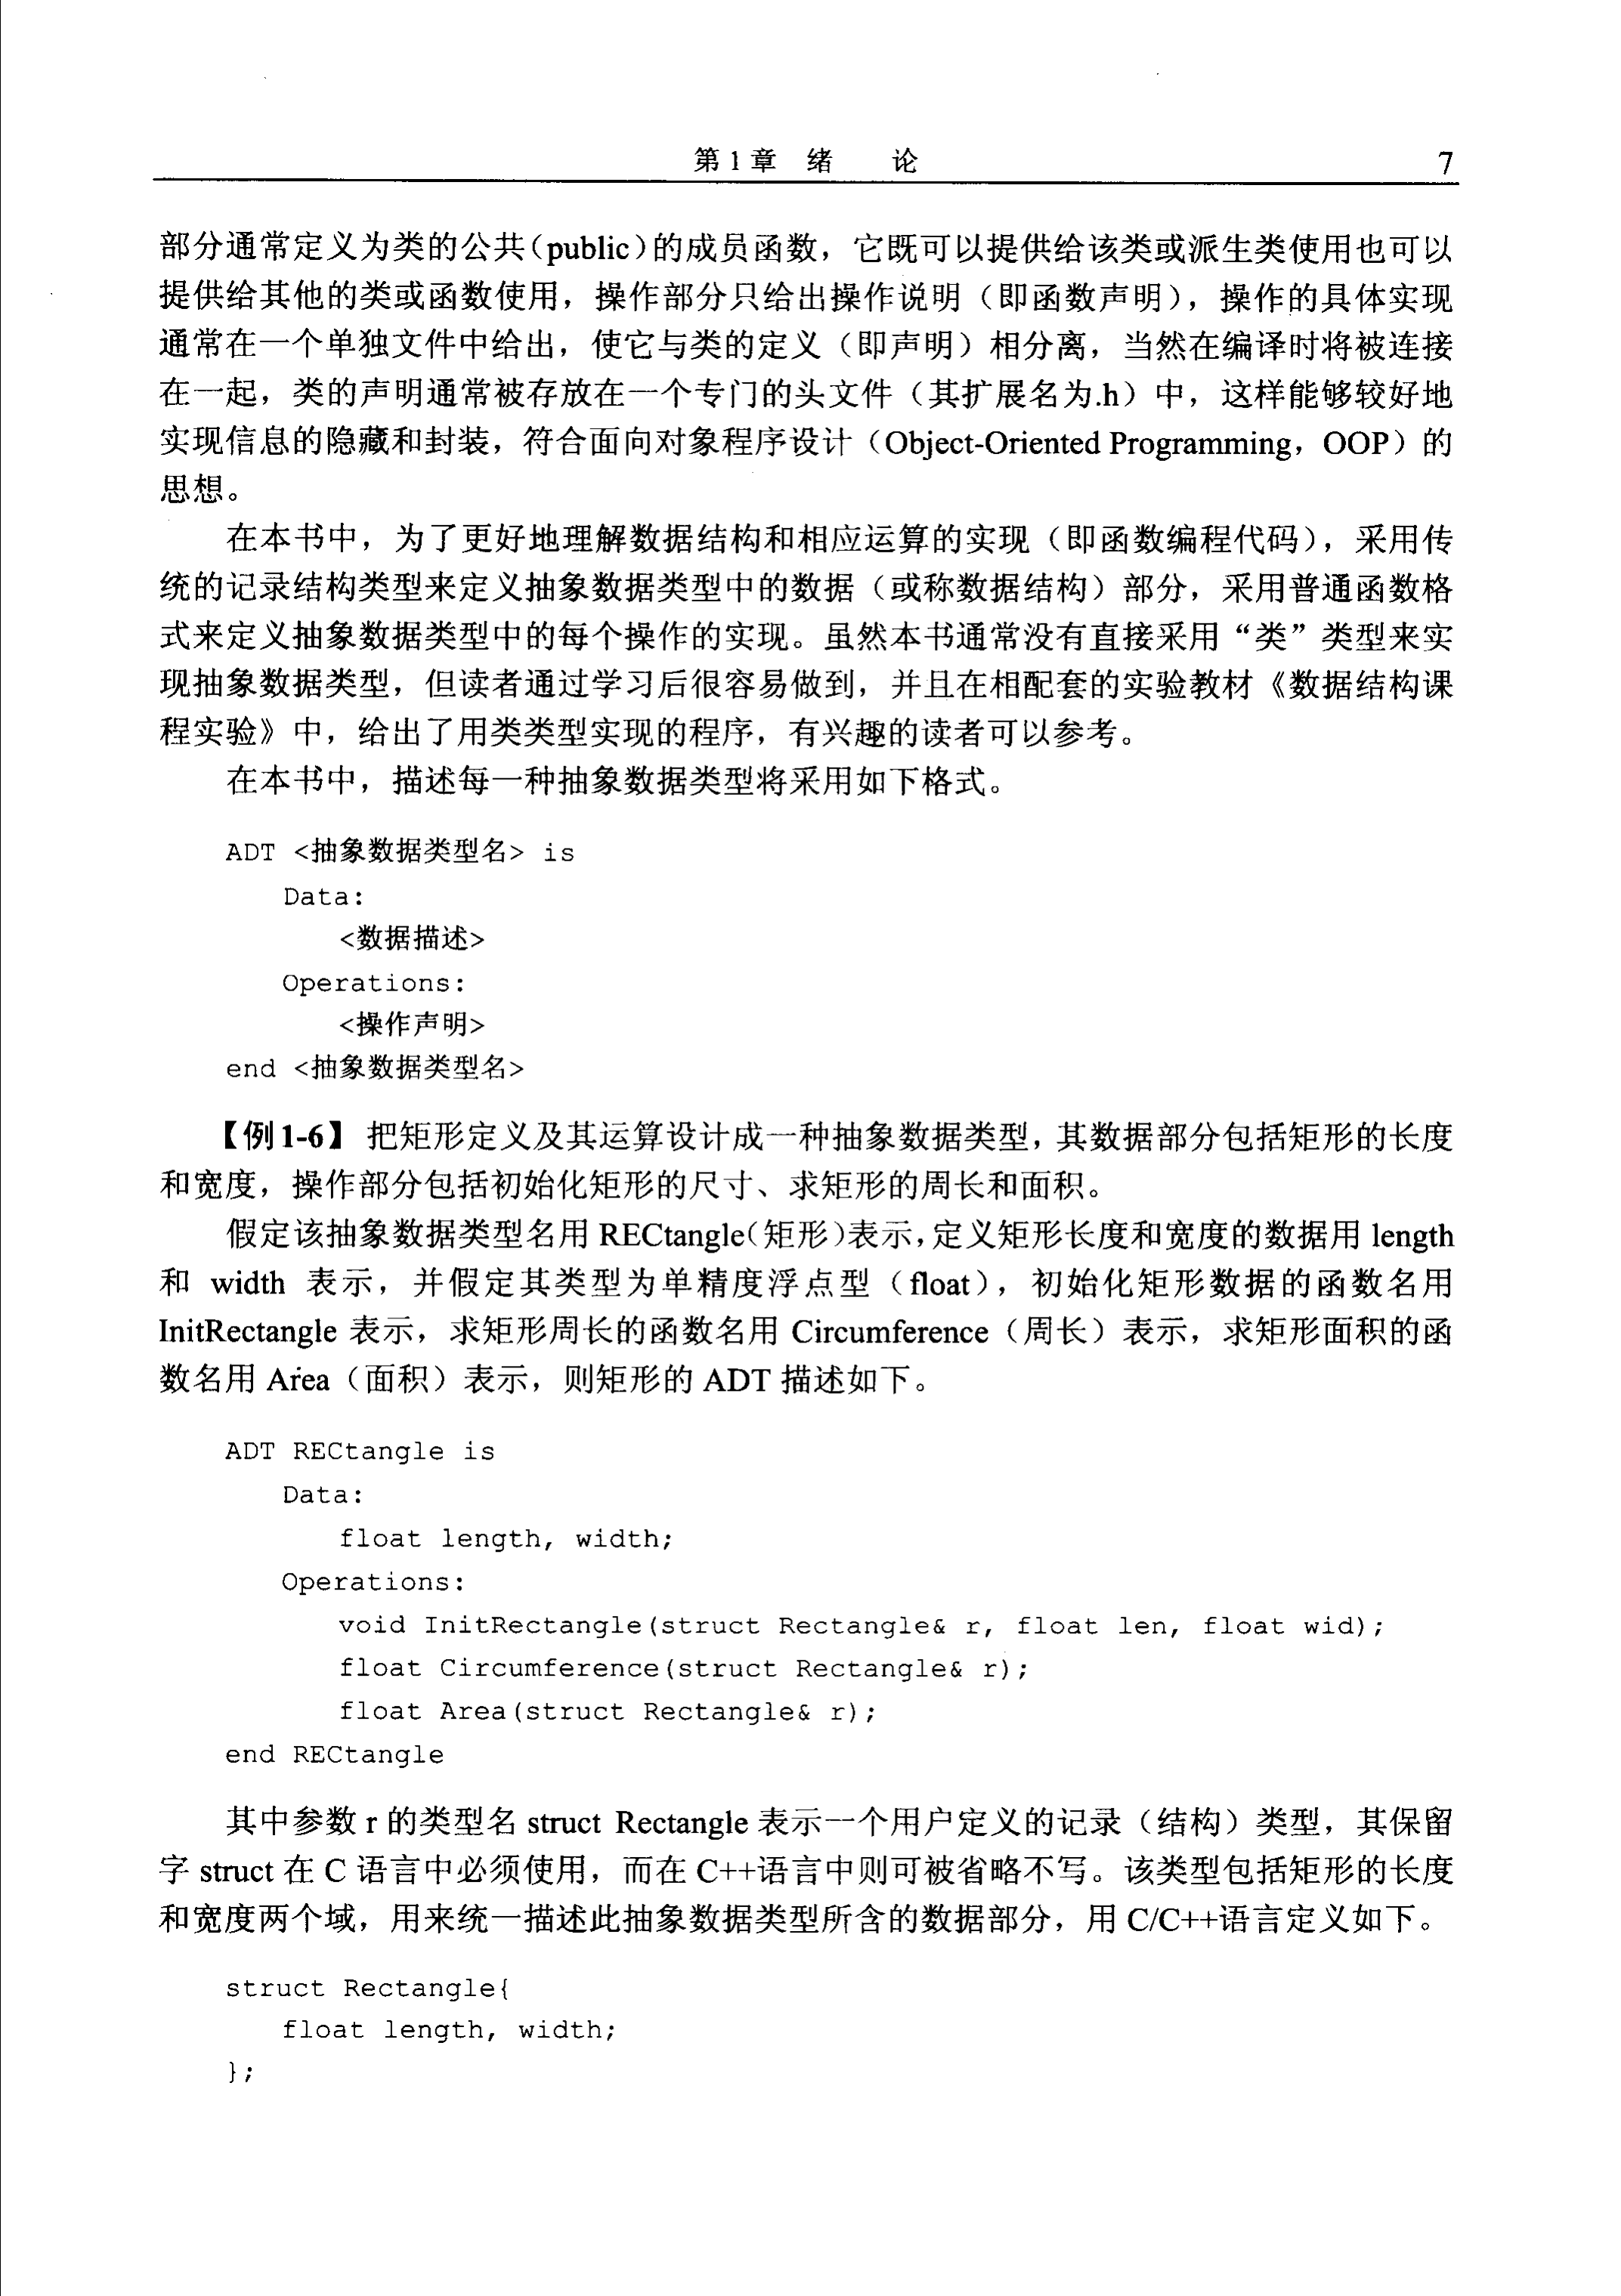 第1章 绪 论 7
部分通常定义为类的公共(public)的成员函数，它既可以提供给该类或派生类使用也可以
提供给其他的类或函数使用，操作部分只给出操作说明（即函数声明），操作的具体实现
通常在一个单独文件中给出，使它与类的定义（即声明）相分离，当然在编译时将被连接
在一起，类的声明通常被存放在一个专门的头文件（其扩展名为.h）中，这样能够较好地
实现信息的隐藏和封装，符合面向对象程序设计（Object-Oriented Programming，OOP）的
思想。
在本书中，为了更好地理解数据结构和相应运算的实现（即函数编程代码），采用传
统的记录结构类型来定义抽象数据类型中的数据（或称数据结构）部分，采用普通函数格
式来定义抽象数据类型中的每个操作的实现。虽然本书通常没有直接采用“类”类型来实
现抽象数据类型，但读者通过学习后很容易做到，并且在相配套的实验教材《数据结构课
程实验》中，给出了用类类型实现的程序，有兴趣的读者可以参考。
在本书中，描述每一种抽象数据类型将采用如下格式。
ADT <抽象数据类型名> is
Data:
<数据描述>
Operations:
<操作声明>
end <抽象数据类型名>
【例1-6】 把矩形定义及其运算设计成一种抽象数据类型，其数据部分包括矩形的长度
和宽度，操作部分包括初始化矩形的尺寸、求矩形的周长和面积。
假定该抽象数据类型名用 RECtangle(矩形)表示，定义矩形长度和宽度的数据用 length
和 width 表示，并假定其类型为单精度浮点型（float），初始化矩形数据的函数名用
InitRectangle 表示，求矩形周长的函数名用 Circumference（周长）表示，求矩形面积的函
数名用 Area（面积）表示，则矩形的 ADT 描述如下。
ADT RECtangle is
Data:
float length, width;
Operations:
void InitRectangle(struct Rectangle& r, float len, float wid);
float Circumference(struct Rectangle& r);
float Area(struct Rectangle& r);
end RECtangle
其中参数 r 的类型名 struct Rectangle 表示一个用户定义的记录（结构）类型，其保留
字 struct 在 C 语言中必须使用，而在 C++语言中则可被省略不写。该类型包括矩形的长度
和宽度两个域，用来统一描述此抽象数据类型所含的数据部分，用 C/C++语言定义如下。
struct Rectangle{
float length, width;
};